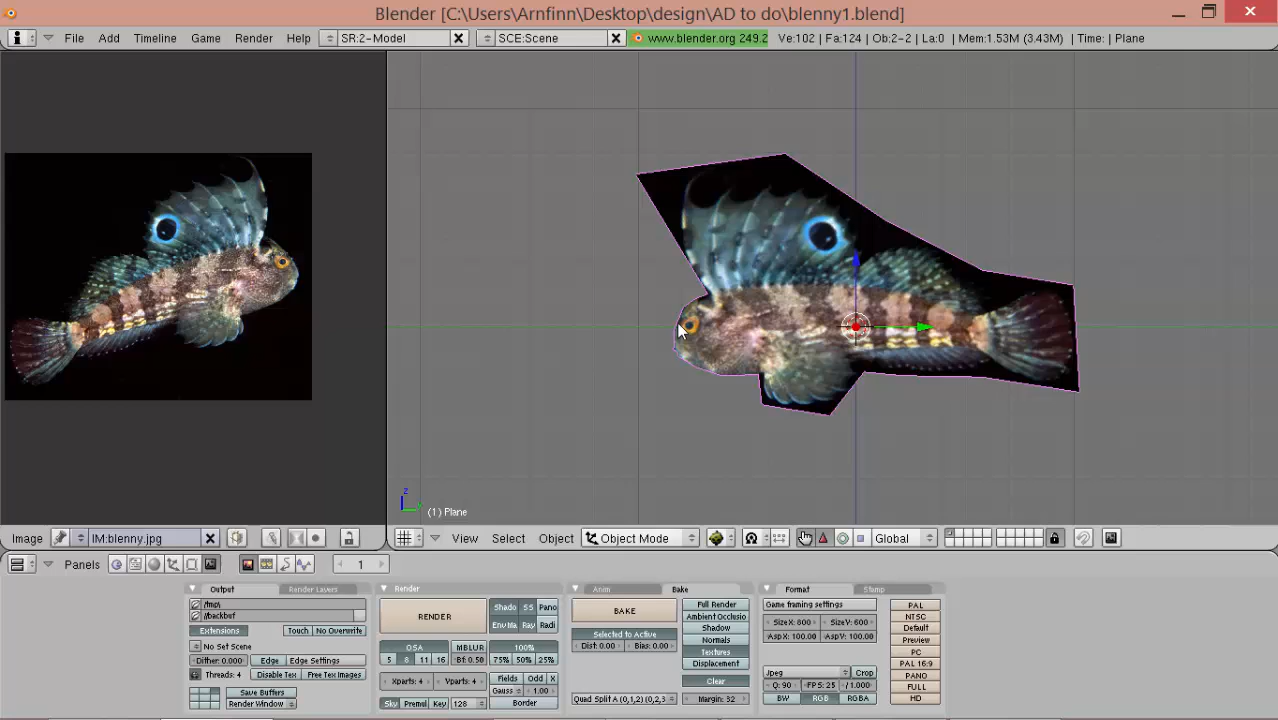 Blender [C:\Users\Arnfinn\Desktop\design\AD to do\blenny1.blend]
File Add Timeline Game Render Help SR:2-Model SCE:Scene www.blender.org 249.2 Ve:102 | Fa:124 | Ob:2-2 | La:0 | Mem:1.53M (3.43M) | Time: | Plane
z
(1) Plane
Image IM:blenny.jpg View Select Object Object Mode Global
Panels 1
Output Render Layers Render Anim Bake Format Stamp
/tmp\
//backbuf
Extensions Touch No Overwrite
No Set Scene
Dither: 0.000 Edge Edge Settings
Threads: 4 Disable Tex Free Tex Images
Save Buffers
Render Window
RENDER Shado SS Pano
Env Ma Ray Radi
OSA MBLUR 100%
5 8 11 16 Bf: 0.50 75% 50% 25%
Xparts: 4 Yparts: 4 Fields Odd X
Gauss 1.00
Sky Premul Key 128 Border
BAKE Full Render
Ambient Occlusio
Selected to Active Shadow
Dist: 0.00 Bias: 0.00 Normals
Textures
Displacement
Clear
Quad Split A (0,1,2) (0,2,3 Margin: 32
Game framing settings PAL
SizeX: 800 SizeY: 600 NTSC
AspX: 100.00 AspY: 100.00 Default
Preview
PC
Jpeg Crop PAL 16:9
Q: 90 FPS: 25 /1.000 PANO
BW RGB RGBA FULL
HD